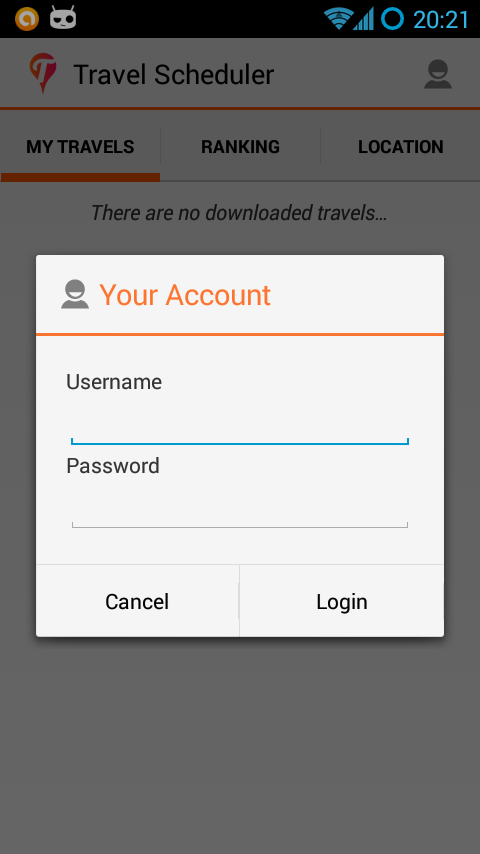 20:21
Travel Scheduler
MY TRAVELS RANKING LOCATION
There are no downloaded travels...
Your Account
Username
Password
Cancel Login